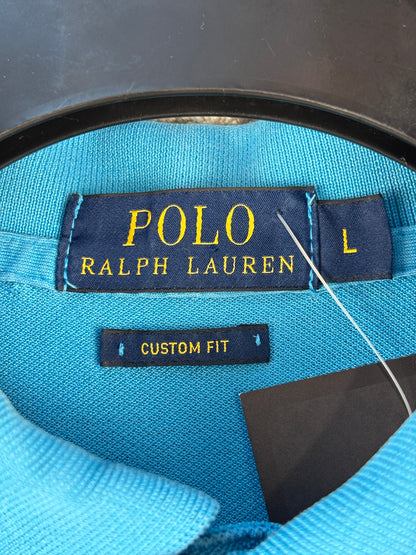 POLO
RALPH LAUREN
L
CUSTOM FIT